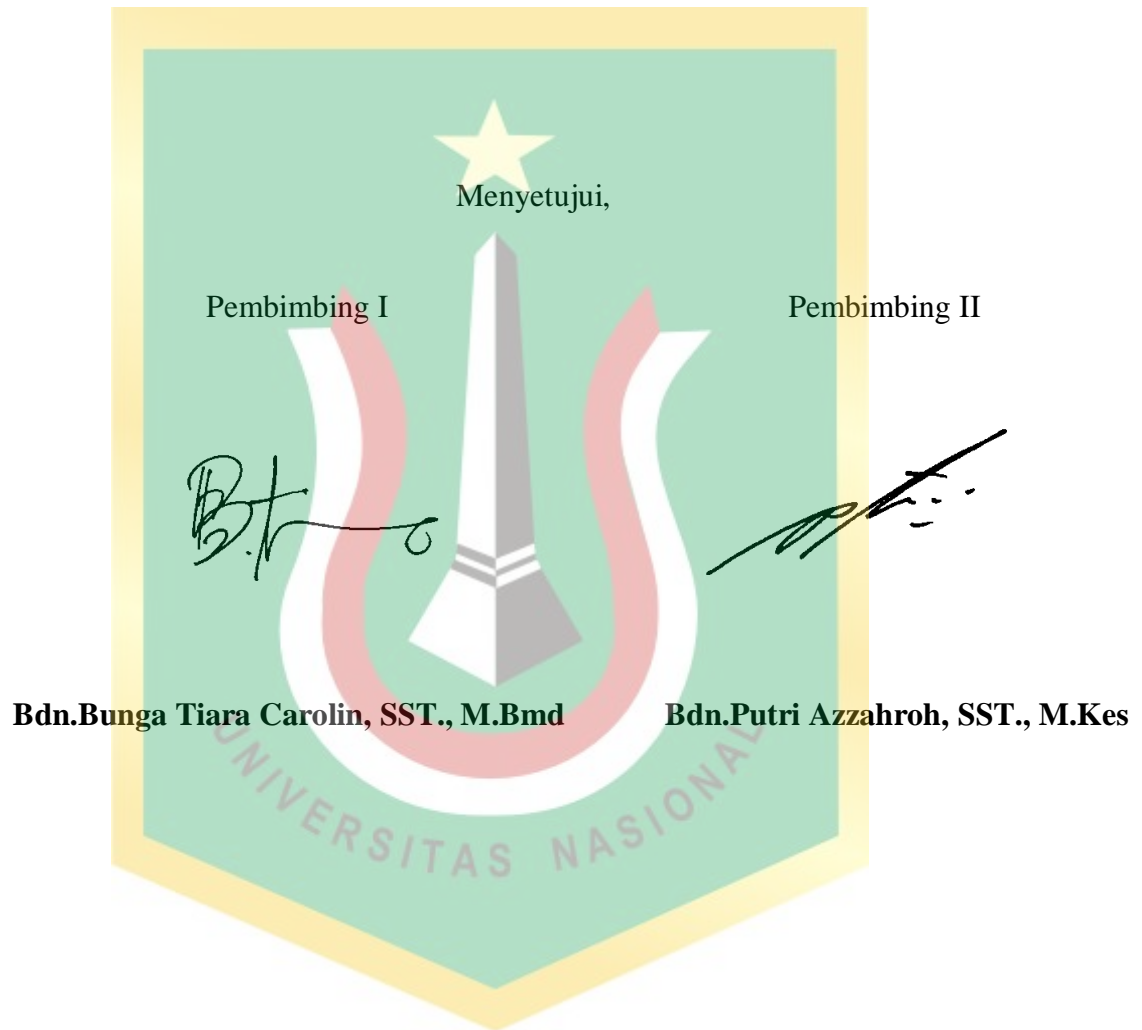 Menyetujui,
Pembimbing I Pembimbing II
Bdn.Bunga Tiara Carolin, SST., M.Bmd Bdn.Putri Azzahroh, SST., M.Kes
UNIVERSITAS NASIONAL